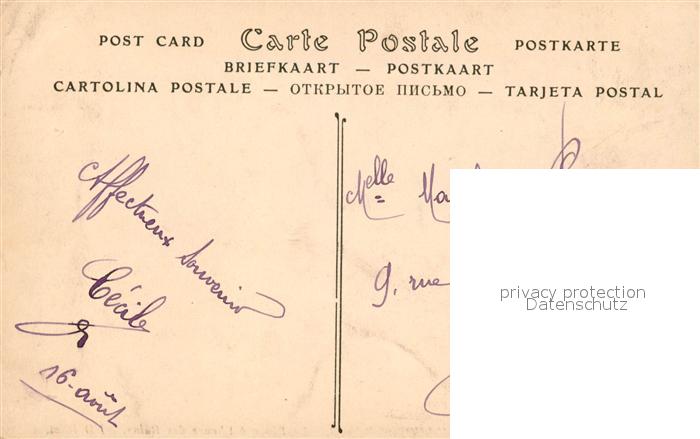 POST CARD Carte Postale POSTKARTE
BRIEFKAART — POSTKAART
CARTOLINA POSTALE — ОТКРЫТОЕ ПИСЬМО — TARJETA POSTAL
Affectueux Souvenir
Cécile
16 août
Melle
9, rue
privacy protection
Datenschutz